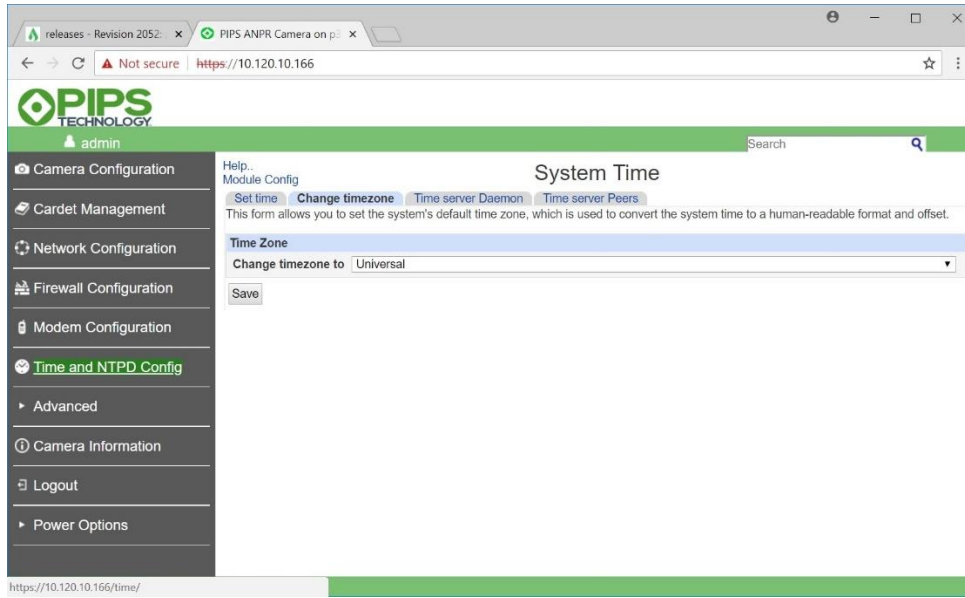 releases - Revision 2052:
PIPS ANPR Camera on p3
Not secure https://10.120.10.166
PIPS
TECHNOLOGY
admin
Search
Camera Configuration
Cardet Management
Network Configuration
Firewall Configuration
Modem Configuration
Time and NTPD Config
Advanced
Camera Information
Logout
Power Options
Help..
Module Config
System Time
Set time Change timezone Time server Daemon Time server Peers
This form allows you to set the system's default time zone, which is used to convert the system time to a human-readable format and offset.
Time Zone
Change timezone to Universal
Save
https://10.120.10.166/time/